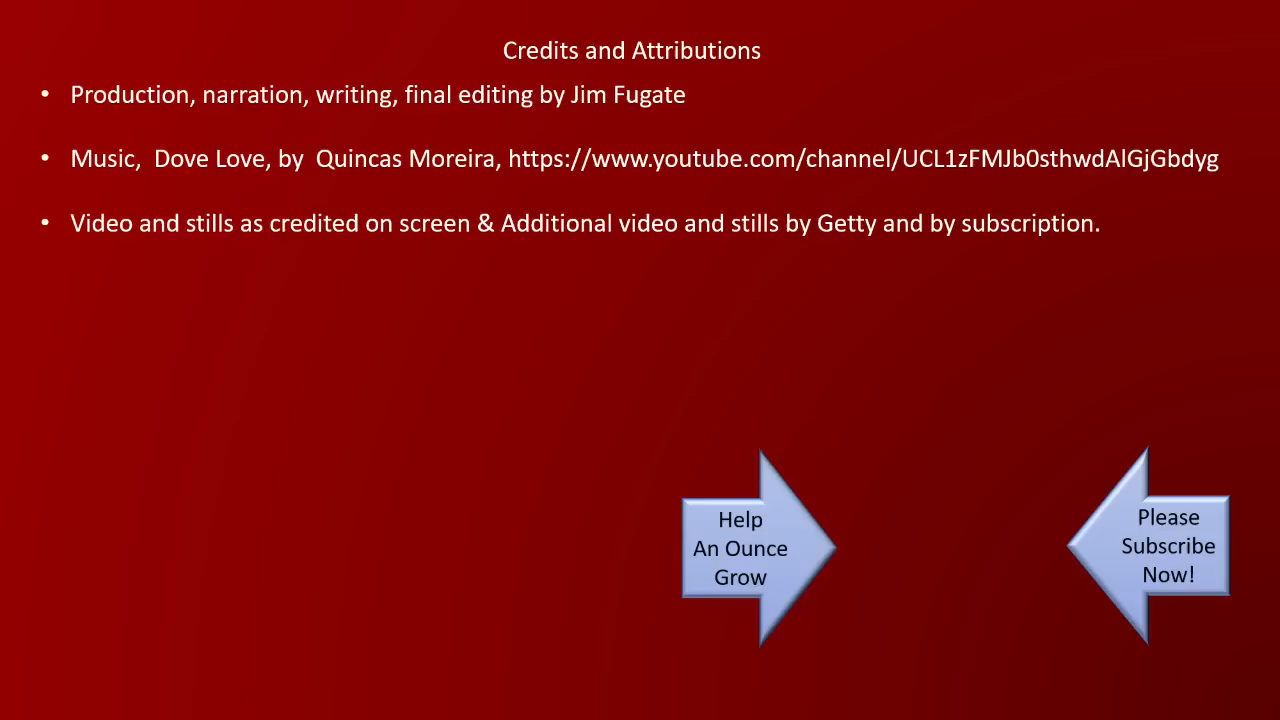 Credits and Attributions
• Production, narration, writing, final editing by Jim Fugate
• Music,  Dove Love, by  Quincas Moreira, https://www.youtube.com/channel/UCL1zFMJb0sthwdAlGjGbdyg
• Video and stills as credited on screen & Additional video and stills by Getty and by subscription.
Help
An Ounce
Grow
Please
Subscribe
Now!